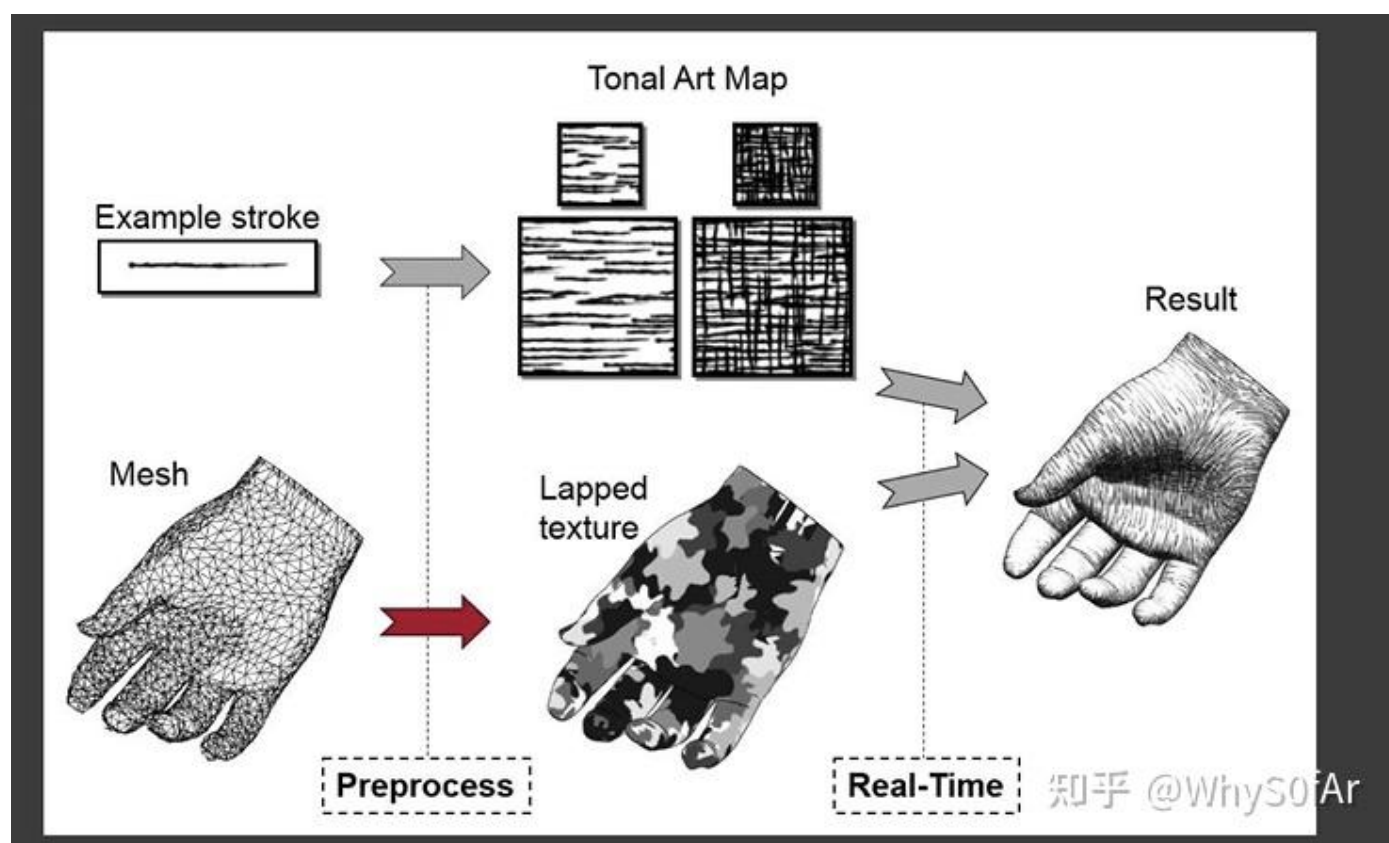 Tonal Art Map
Example stroke
Result
Mesh
Lapped
texture
Preprocess
Real-Time
知乎 @WhyS0fAr